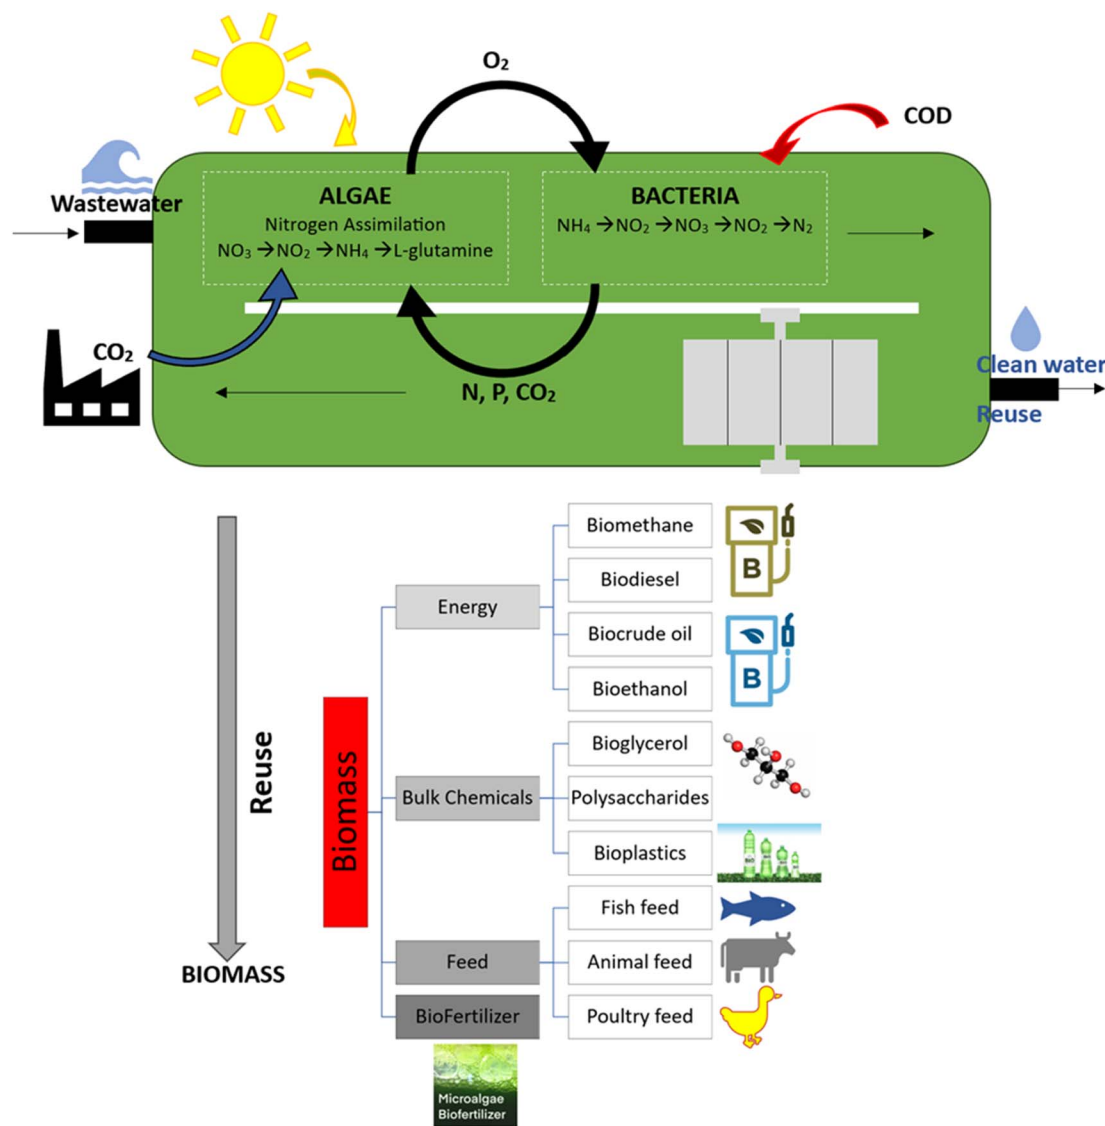 O₂
COD
Wastewater
ALGAE
Nitrogen Assimilation
NO₃ →NO₂ →NH₄ →L-glutamine
BACTERIA
NH₄ →NO₂ →NO₃ →NO₂ →N₂
CO₂
N, P, CO₂
Clean water
Reuse
Reuse
BIOMASS
Biomass
Energy
Biomethane
Biodiesel
Biocrude oil
Bioethanol
B
B
Bulk Chemicals
Bioglycerol
Polysaccharides
Bioplastics
Feed
Fish feed
Animal feed
Poultry feed
BioFertilizer
Microalgae
Biofertilizer